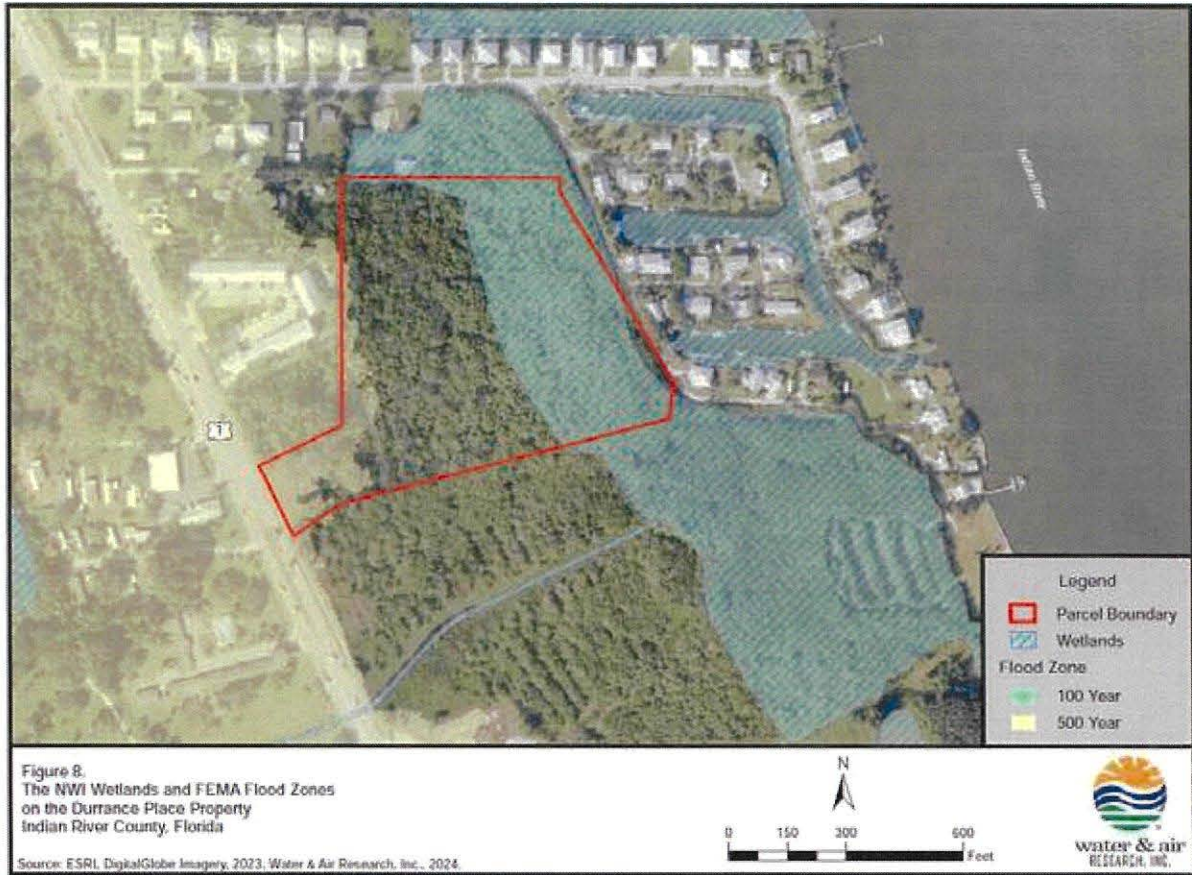 Indian River
1
Legend
Parcel Boundary
Wetlands
Flood Zone
100 Year
500 Year
Figure 8.
The NWI Wetlands and FEMA Flood Zones
on the Durrance Place Property
Indian River County, Florida
Source: ESRI, DigitalGlobe Imagery, 2023, Water & Air Research, Inc., 2024.
N
0 150 300 600
Feet
water & air
RESEARCH, INC.